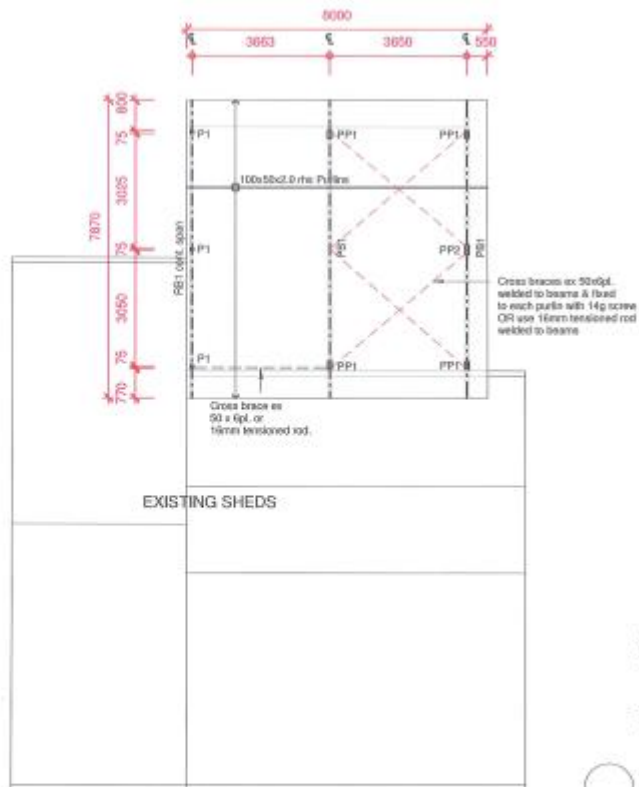 8000
℄ 3663 ℄ 3650 ℄ 550
800
75
3025
75
3050
75
770
7870
P1
PP1
PP1
100x50x2.0 rhs Purlins
P1
RB1
PP2
RB1
RB1 cont. span
Cross braces ex 50x6pl.
welded to beams & fixed
to each purlin with 14g screw
OR use 16mm tensioned rod
welded to beams
P1
PP1
PP1
Cross brace ex
50 x 6pl. or
16mm tensioned rod.
EXISTING SHEDS